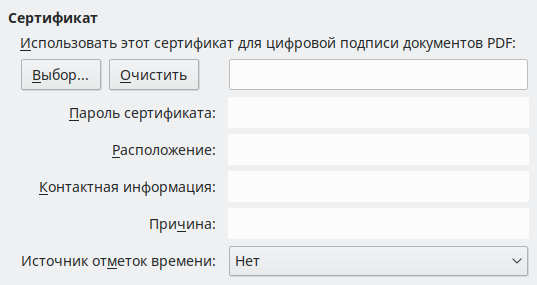 Сертификат
Использовать этот сертификат для цифровой подписи документов PDF:
Выбор... Очистить
Пароль сертификата:
Расположение:
Контактная информация:
Причина:
Источник отметок времени: Нет